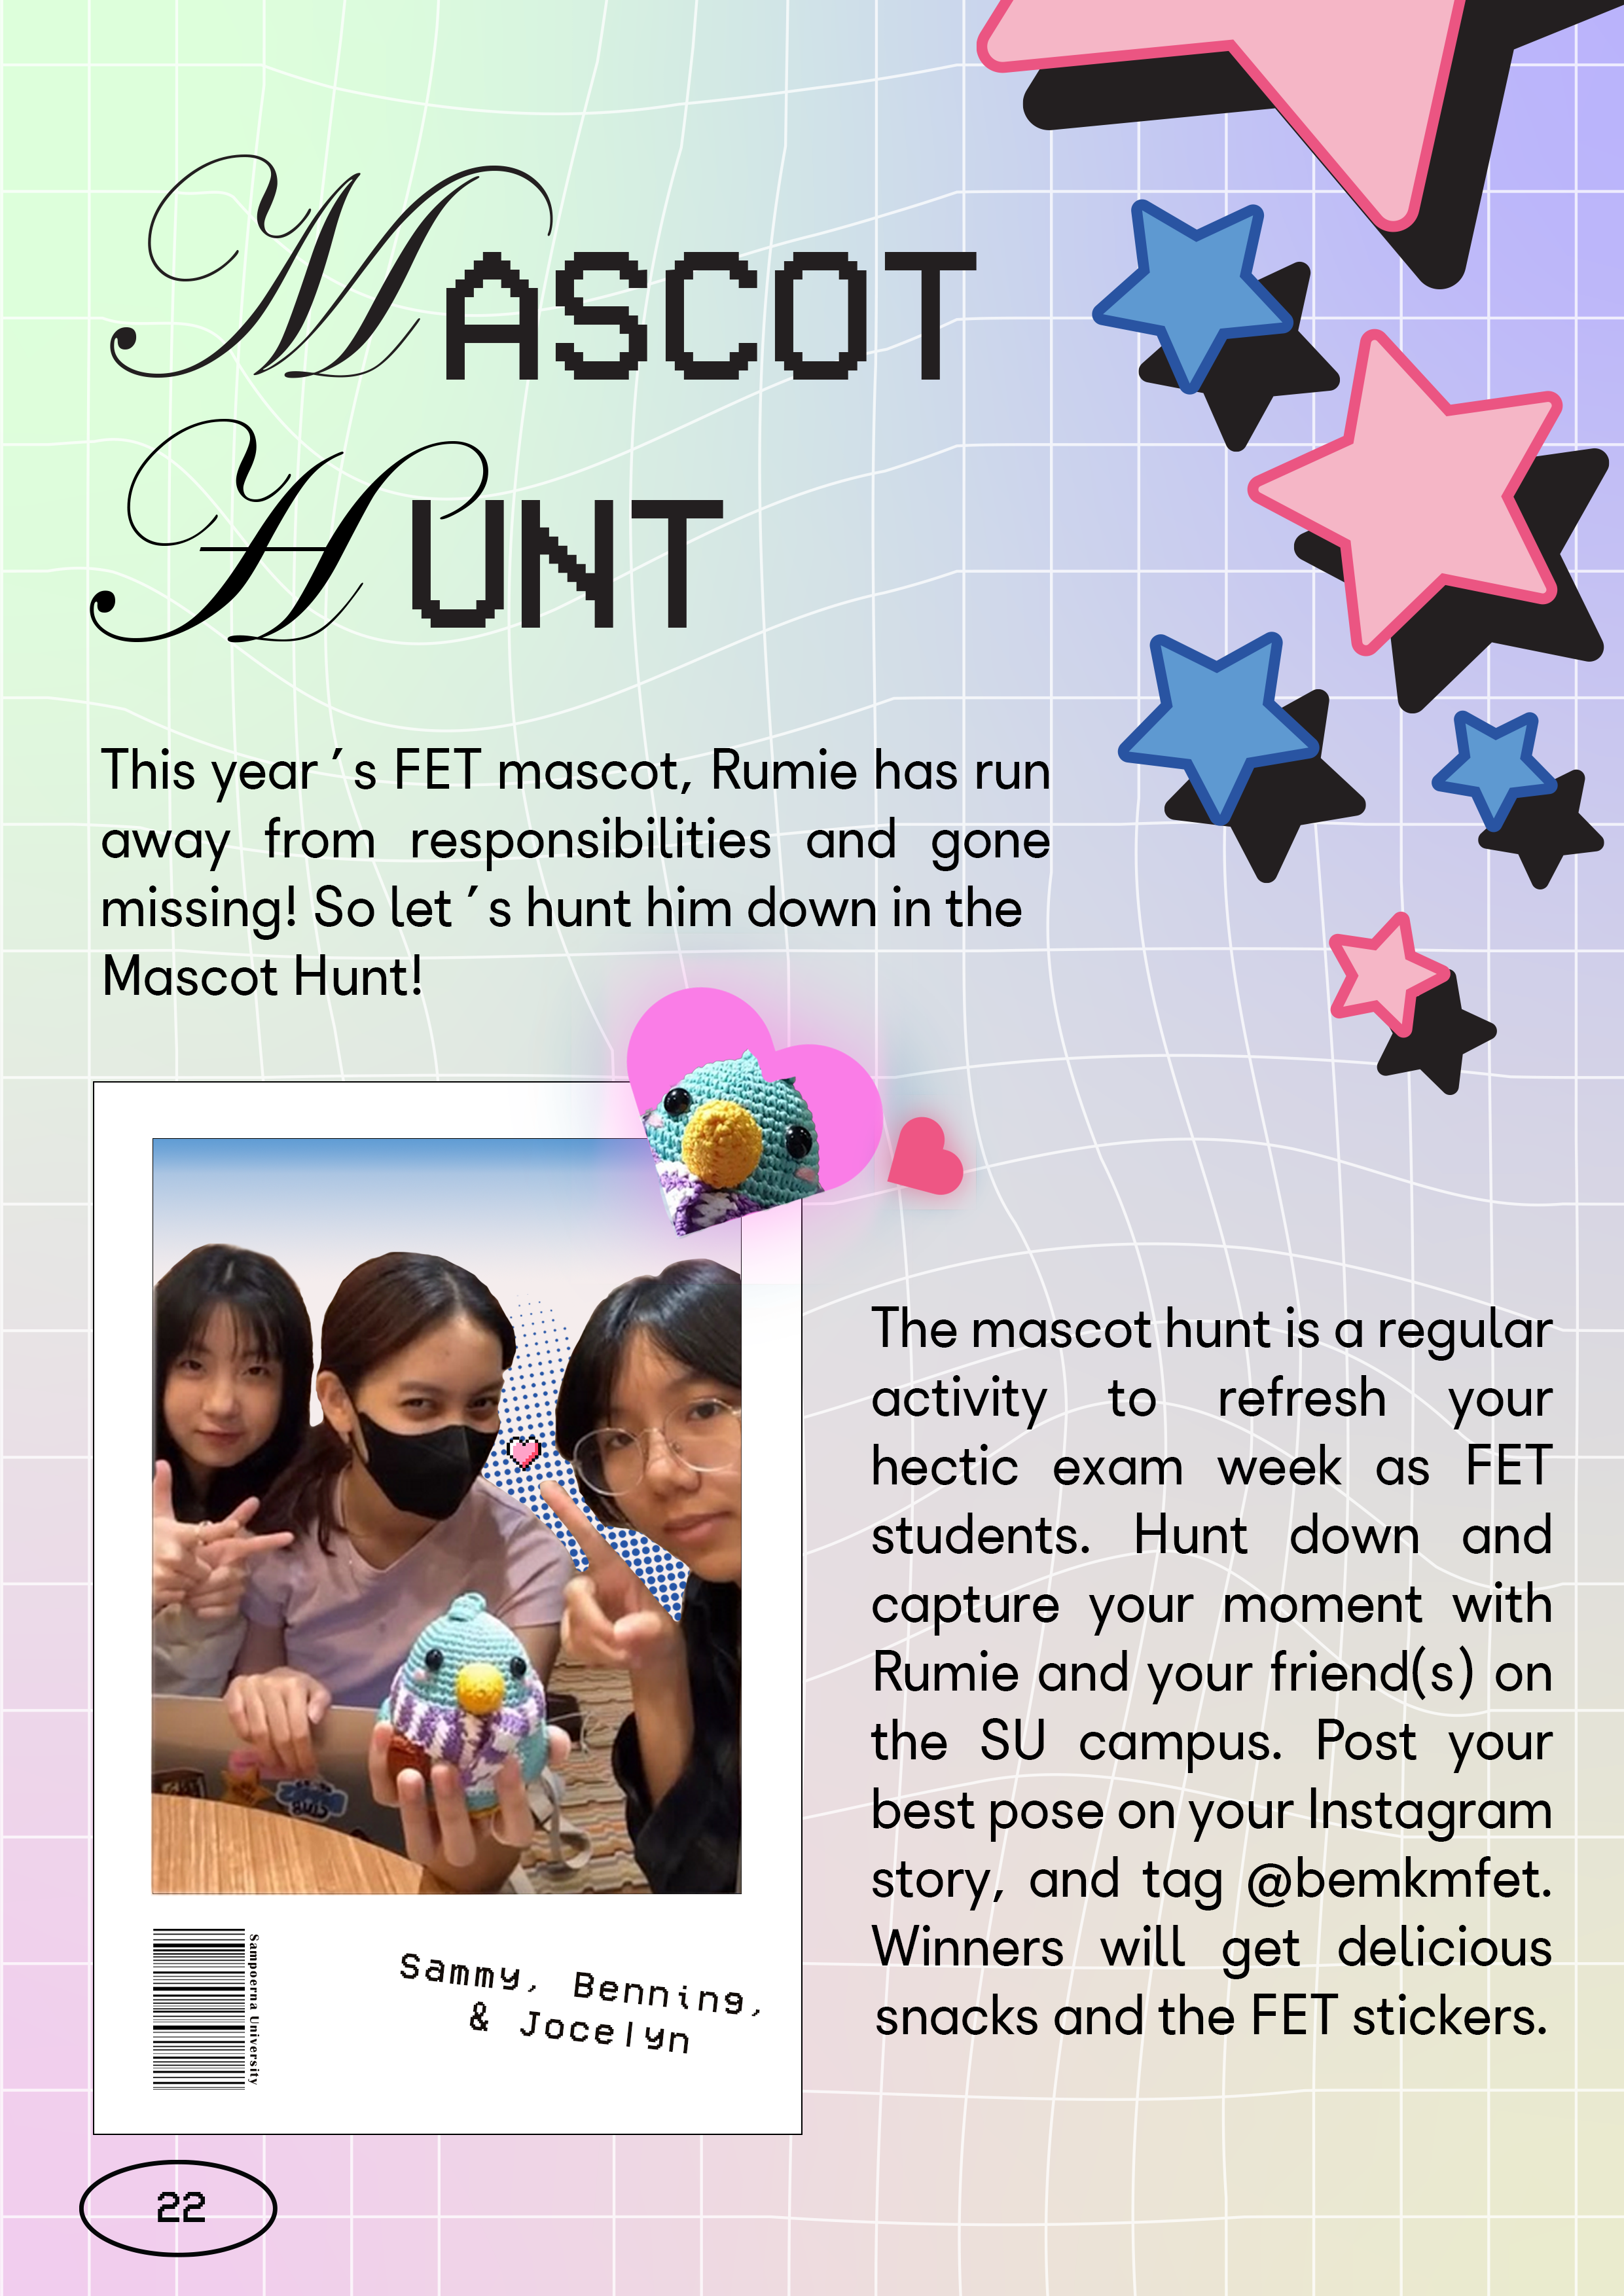 MASCOT
HUNT
This year ´s FET mascot, Rumie has run
away from responsibilities and gone
missing! So let ´s hunt him down in the
Mascot Hunt!
The mascot hunt is a regular
activity to refresh your
hectic exam week as FET
students. Hunt down and
capture your moment with
Rumie and your friend(s) on
the SU campus. Post your
best pose on your Instagram
story, and tag @bemkmfet.
Winners will get delicious
snacks and the FET stickers.
Sampoerna University
Sammy, Benning,
& Jocelyn
22